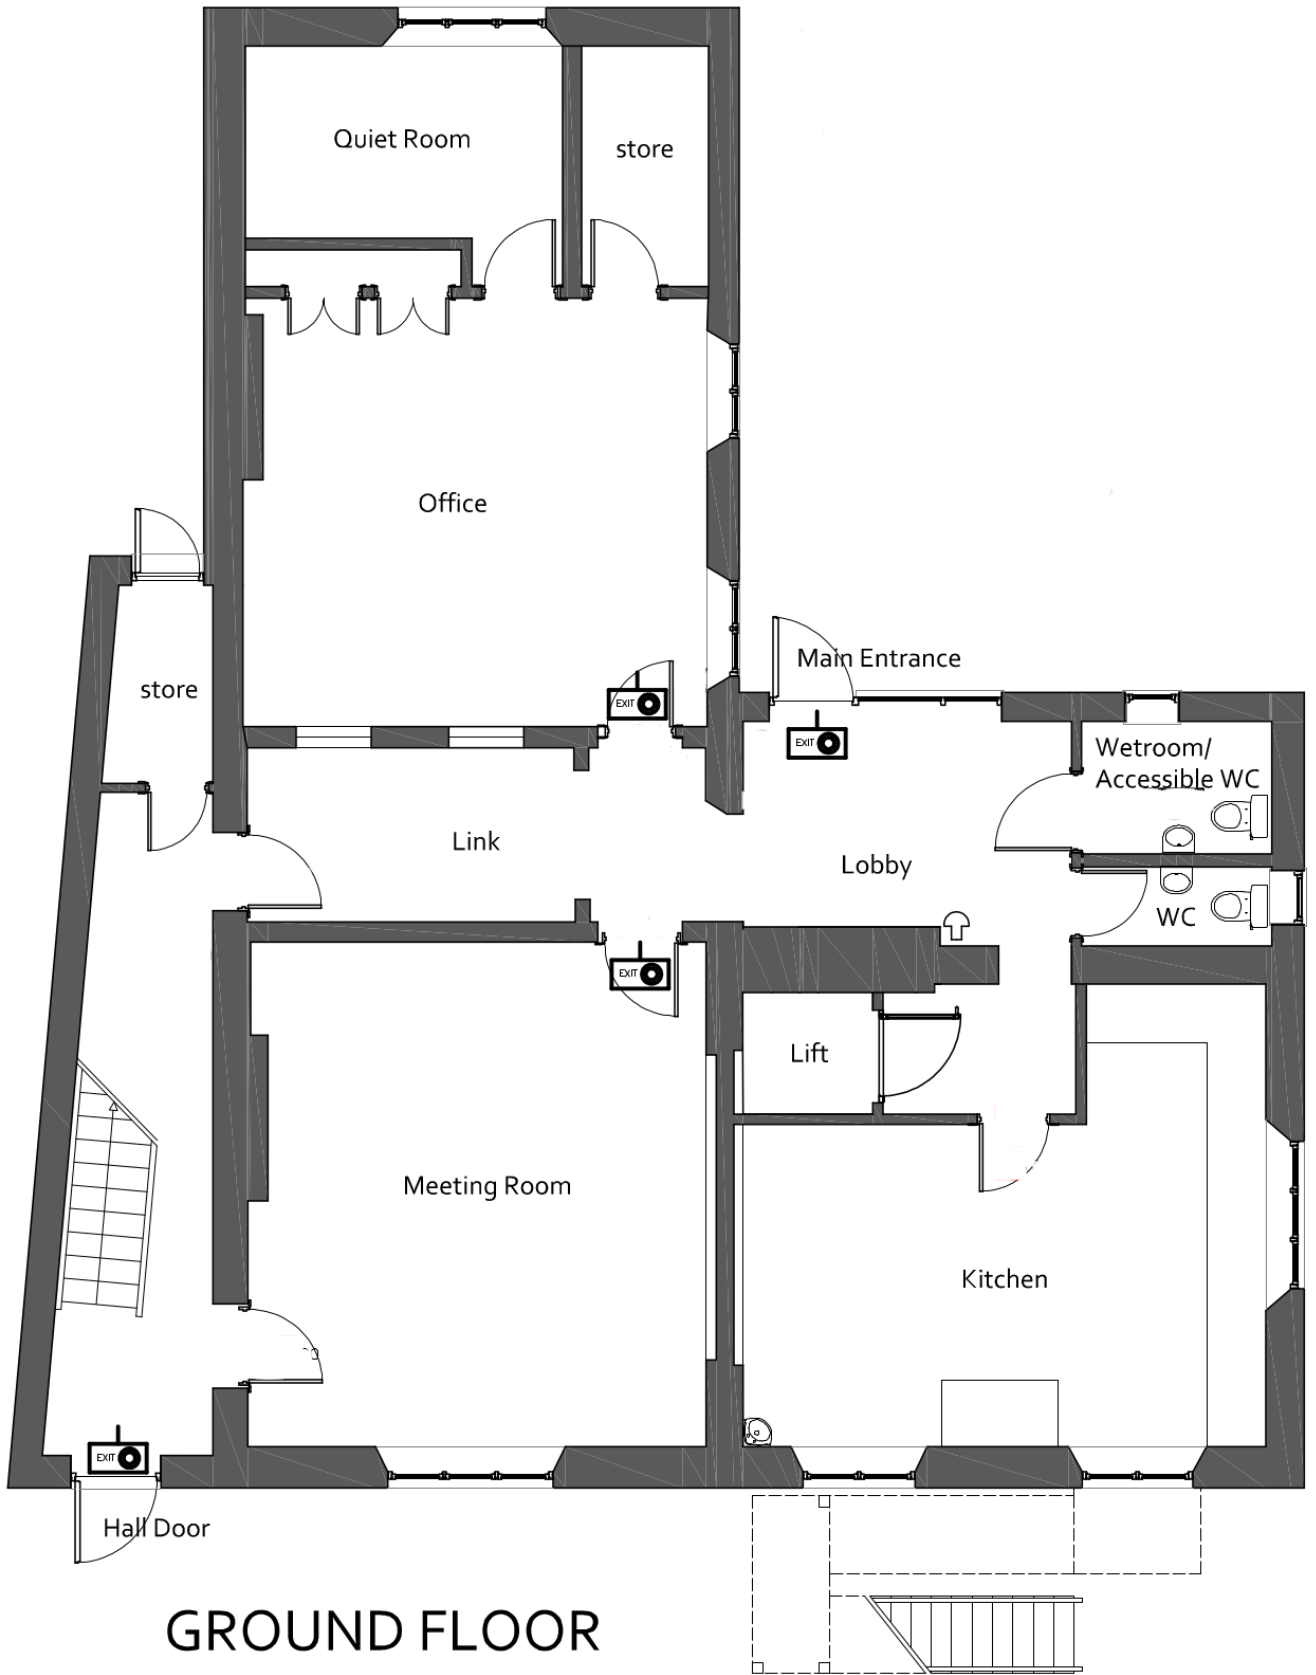 Quiet Room
store
Office
Main Entrance
EXIT
store
EXIT
Wetroom/
Accessible WC
Link
Lobby
WC
EXIT
Lift
Meeting Room
Kitchen
EXIT
Hall Door
GROUND FLOOR